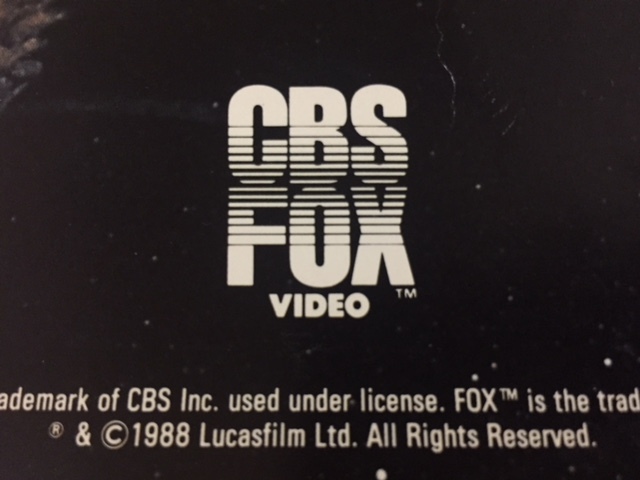 CBS
FOX
VIDEO ™
ademark of CBS Inc. used under license. FOX™ is the trad
® & ©1988 Lucasfilm Ltd. All Rights Reserved.